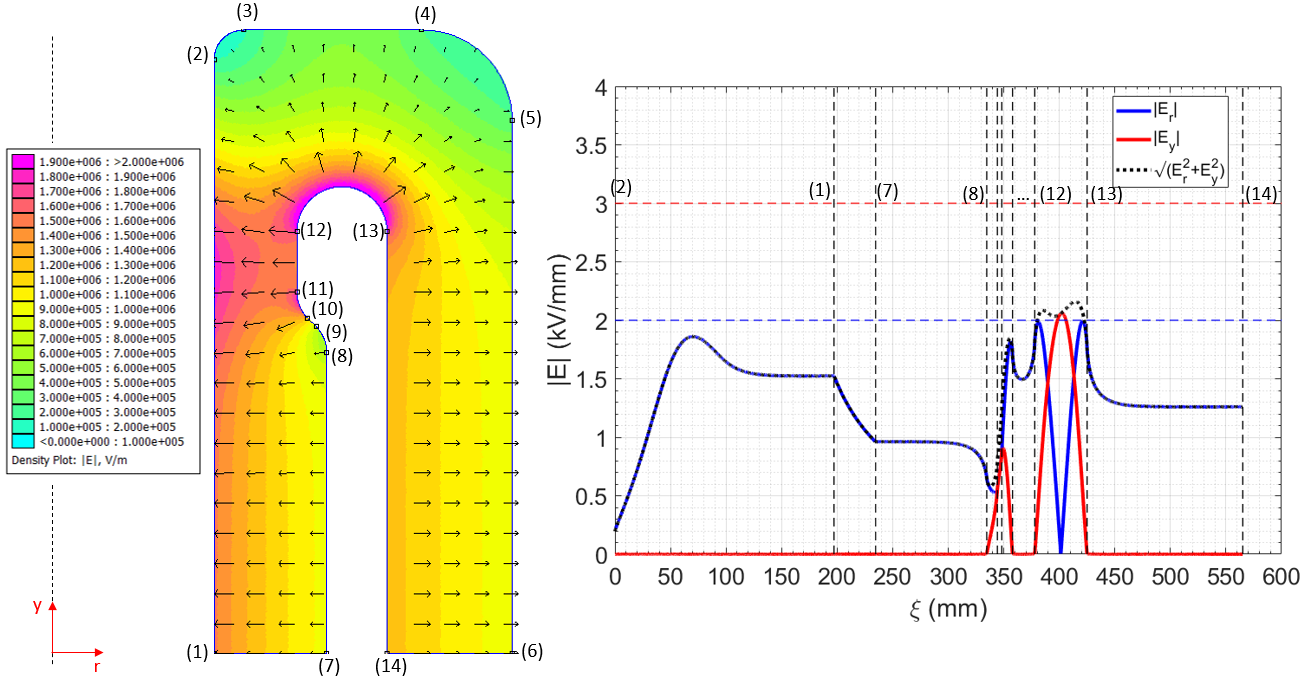 (3)
(4)
(2)
(5)
1.900e+006 : >2.000e+006
1.800e+006 : 1.900e+006
1.700e+006 : 1.800e+006
1.600e+006 : 1.700e+006
1.500e+006 : 1.600e+006
1.400e+006 : 1.500e+006
1.300e+006 : 1.400e+006
1.200e+006 : 1.300e+006
1.100e+006 : 1.200e+006
1.000e+006 : 1.100e+006
9.000e+005 : 1.000e+006
8.000e+005 : 9.000e+005
7.000e+005 : 8.000e+005
6.000e+005 : 7.000e+005
5.000e+005 : 6.000e+005
4.000e+005 : 5.000e+005
3.000e+005 : 4.000e+005
2.000e+005 : 3.000e+005
1.000e+005 : 2.000e+005
<0.000e+000 : 1.000e+005
Density Plot: |E|, V/m
(12)
(13)
(11)
(10)
(9)
(8)
y
r
(1)
(7)
(14)
(6)
|E_r|
|E_y|
√(E_r^2+E_y^2)
(2)
(1)
(7)
(8)
...
(12)
(13)
(14)
4
3.5
3
2.5
2
1.5
1
0.5
0
|E| (kV/mm)
0 50 100 150 200 250 300 350 400 450 500 550 600
ξ (mm)